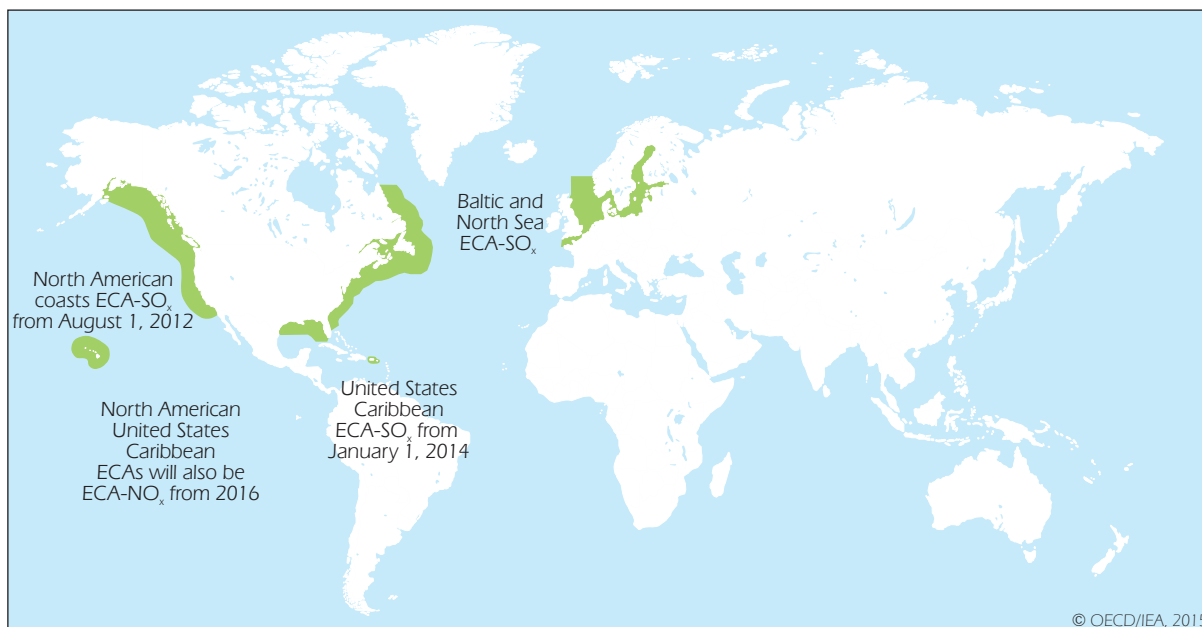 Baltic and
North Sea
ECA-SOₓ
North American
coasts ECA-SOₓ
from August 1, 2012
United States
Caribbean
ECA-SOₓ from
January 1, 2014
North American
United States
Caribbean
ECAs will also be
ECA-NOₓ from 2016
© OECD/IEA, 2015